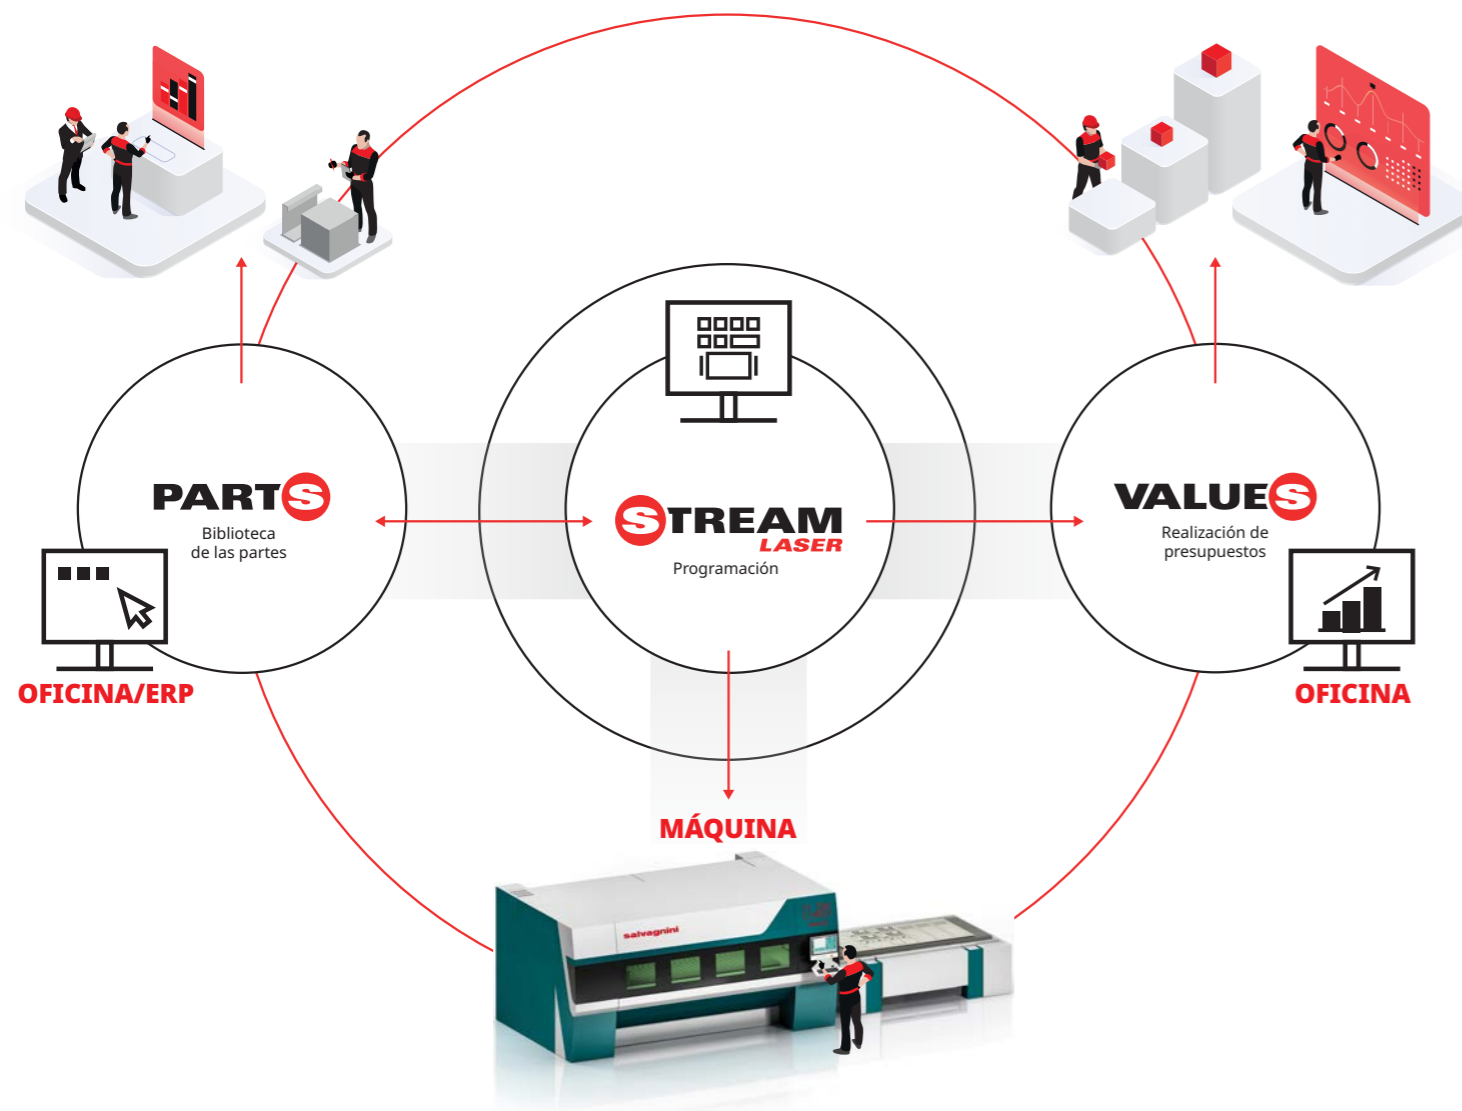 PARTS
Biblioteca
de las partes
OFICINA/ERP
STREAM
LASER
Programación
VALUES
Realización de
presupuestos
OFICINA
MÁQUINA
salvagnini